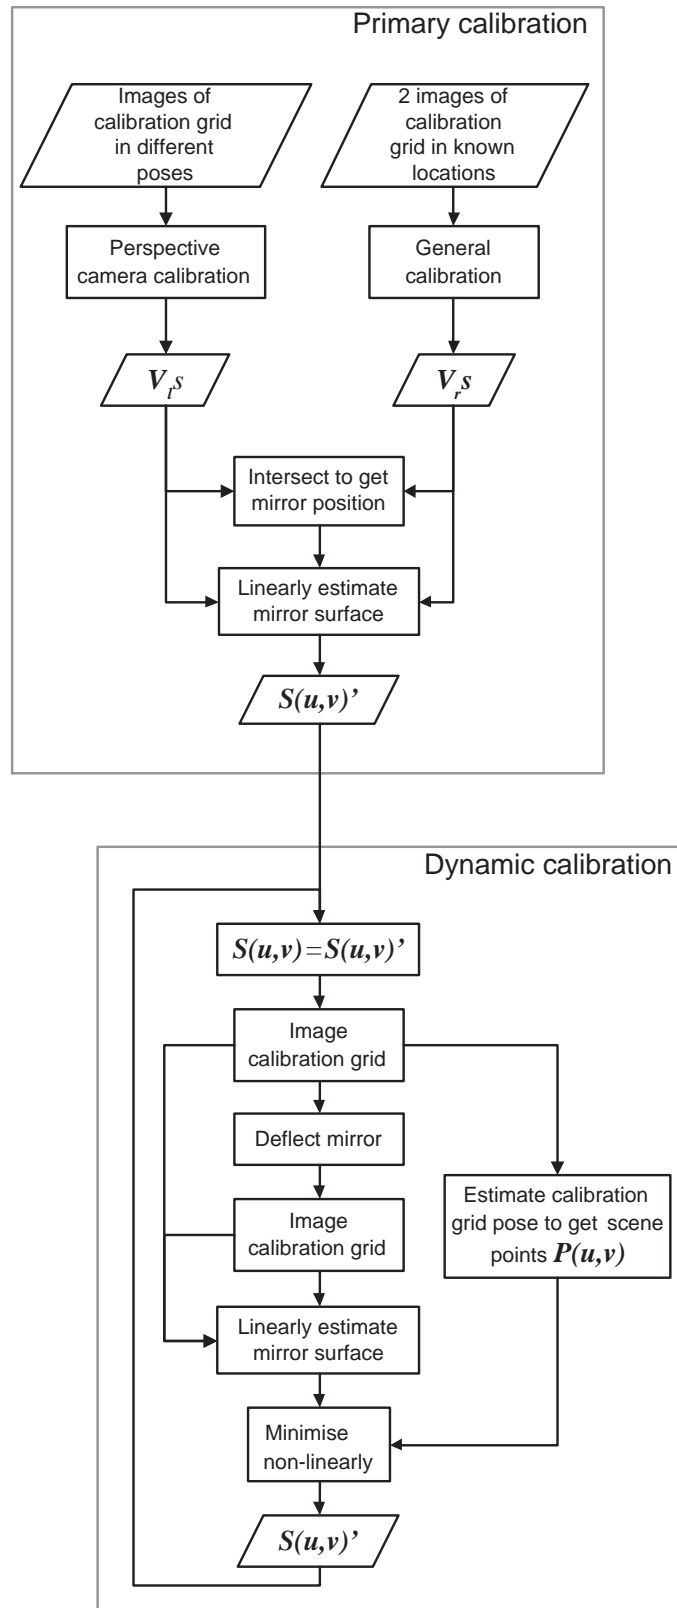 Primary calibration
Images of
calibration grid
in different
poses
2 images of
calibration
grid in known
locations
Perspective
camera calibration
General
calibration
V_l s
V_r s
Intersect to get
mirror position
Linearly estimate
mirror surface
S(u,v)’
Dynamic calibration
S(u,v)=S(u,v)’
Image
calibration grid
Deflect mirror
Image
calibration grid
Estimate calibration
grid pose to get scene
points P(u,v)
Linearly estimate
mirror surface
Minimise
non-linearly
S(u,v)’